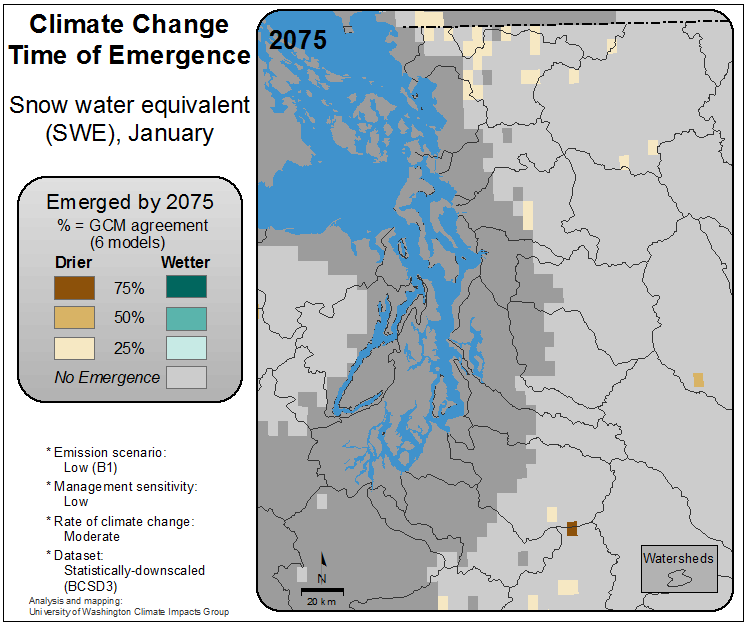 Climate Change
Time of Emergence
Snow water equivalent
(SWE), January
Emerged by 2075
% = GCM agreement
(6 models)
Drier Wetter
75%
50%
25%
No Emergence
* Emission scenario:
Low (B1)
* Management sensitivity:
Low
* Rate of climate change:
Moderate
* Dataset:
Statistically-downscaled
(BCSD3)
Analysis and mapping:
University of Washington Climate Impacts Group
2075
N
20 km
Watersheds